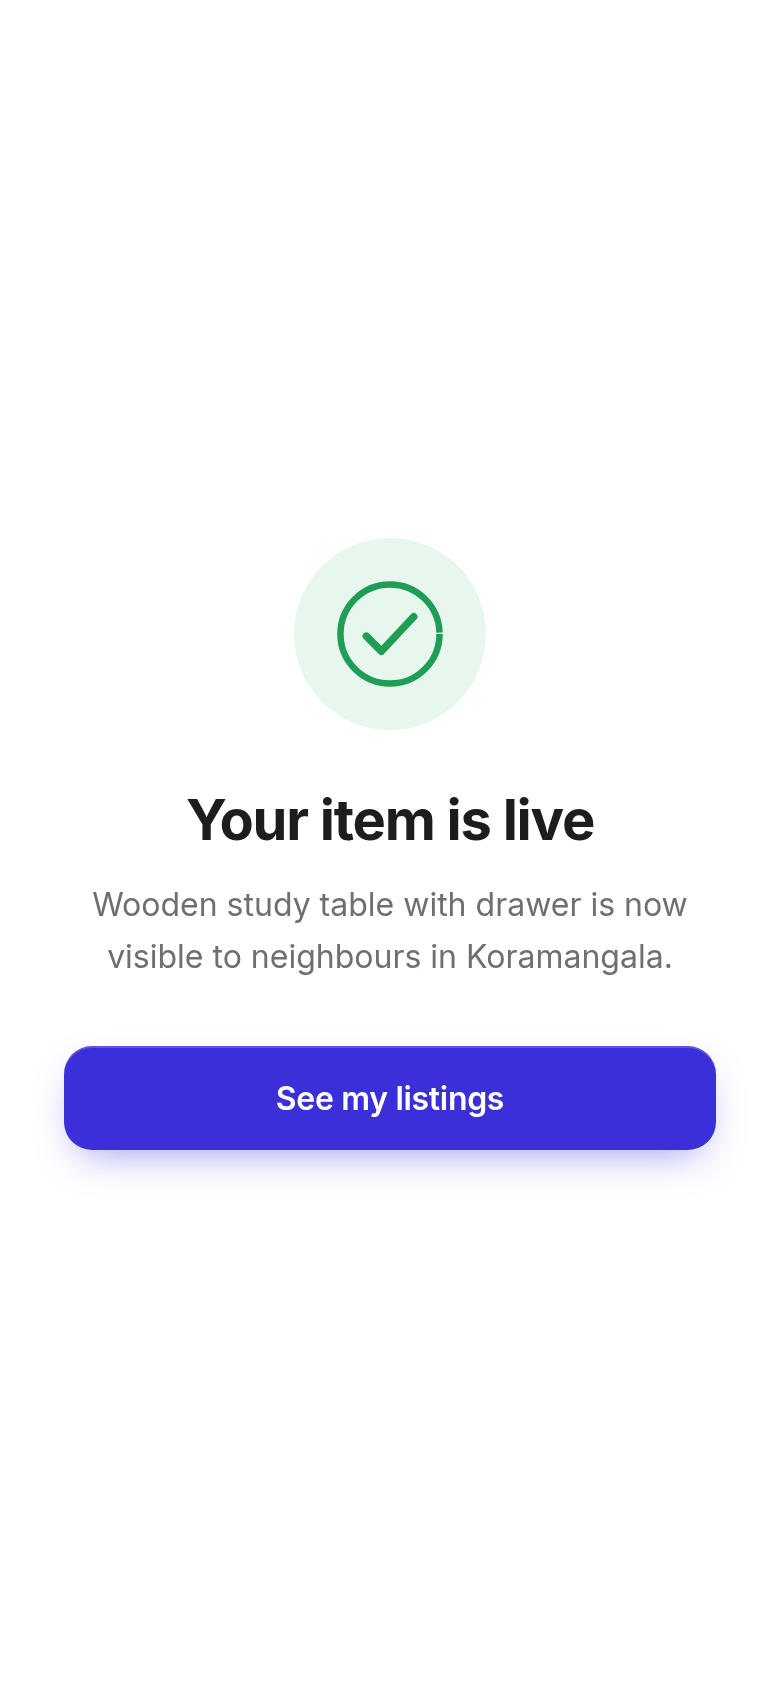 Your item is live
Wooden study table with drawer is now
visible to neighbours in Koramangala.
See my listings